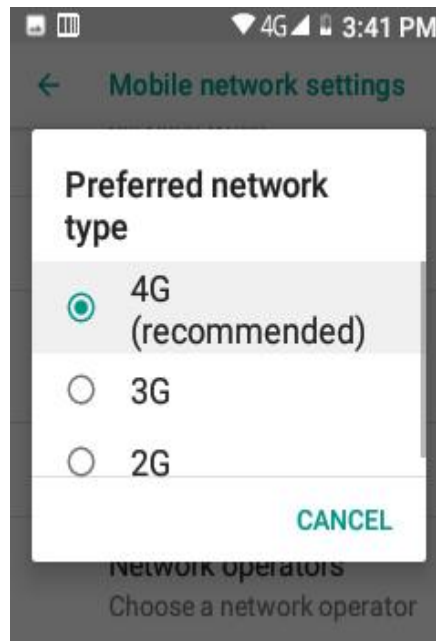 4G 3:41 PM
Mobile network settings
Preferred network
type
4G
(recommended)
3G
2G
CANCEL
Network operators
Choose a network operator